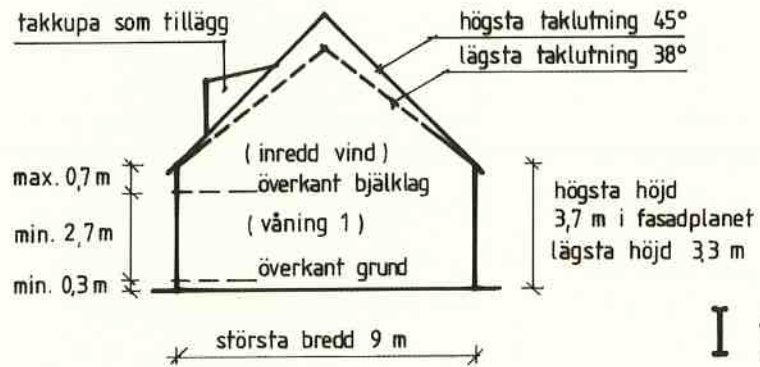 takkupa som tillägg
högsta taklutning 45°
lägsta taklutning 38°
(inredd vind)
max. 0,7 m
överkant bjälklag
min. 2,7 m
(våning 1)
högsta höjd
3,7 m i fasadplanet
lägsta höjd 3,3 m
överkant grund
min. 0,3 m
största bredd 9 m
I